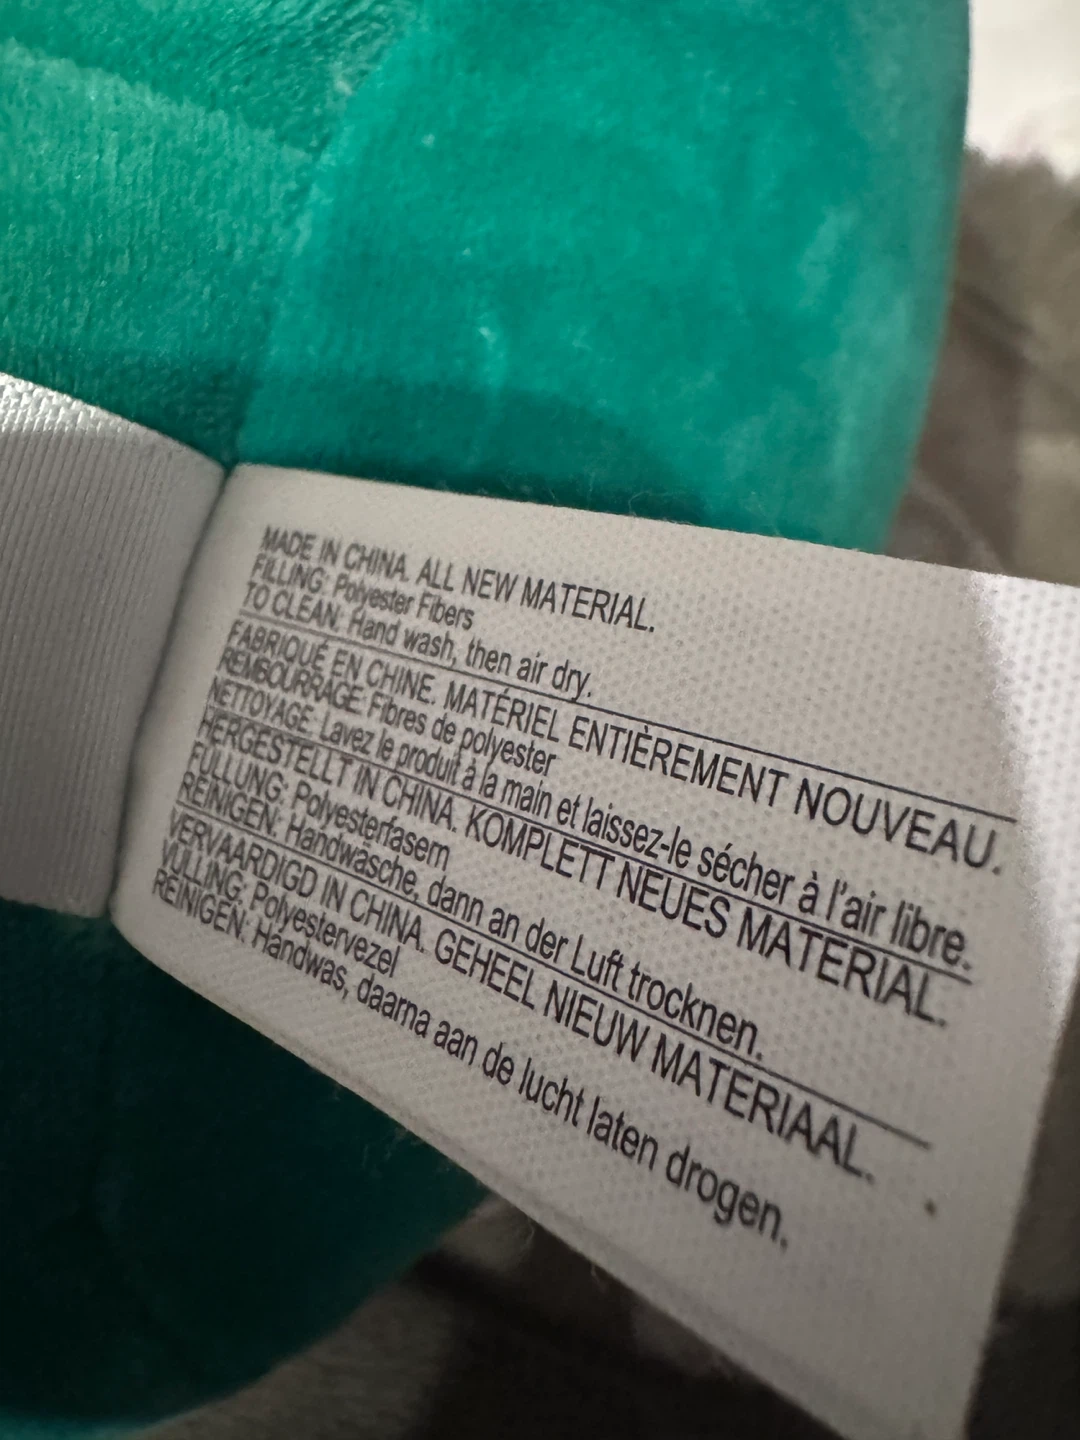 MADE IN CHINA. ALL NEW MATERIAL.
FILLING: Polyester Fibers
TO CLEAN: Hand wash, then air dry.
FABRIQUÉ EN CHINE. MATÉRIEL ENTIÈREMENT NOUVEAU.
REMBOURRAGE: Fibres de polyester
NETTOYAGE: Lavez le produit à la main et laissez-le sécher à l'air libre.
HERGESTELLT IN CHINA. KOMPLETT NEUES MATERIAL.
FÜLLUNG: Polyesterfasern
REINIGEN: Handwäsche, dann an der Luft trocknen.
VERVAARDIGD IN CHINA. GEHEEL NIEUW MATERIAAL.
VULLING: Polyestervezel
REINIGEN: Handwas, daarna aan de lucht laten drogen.